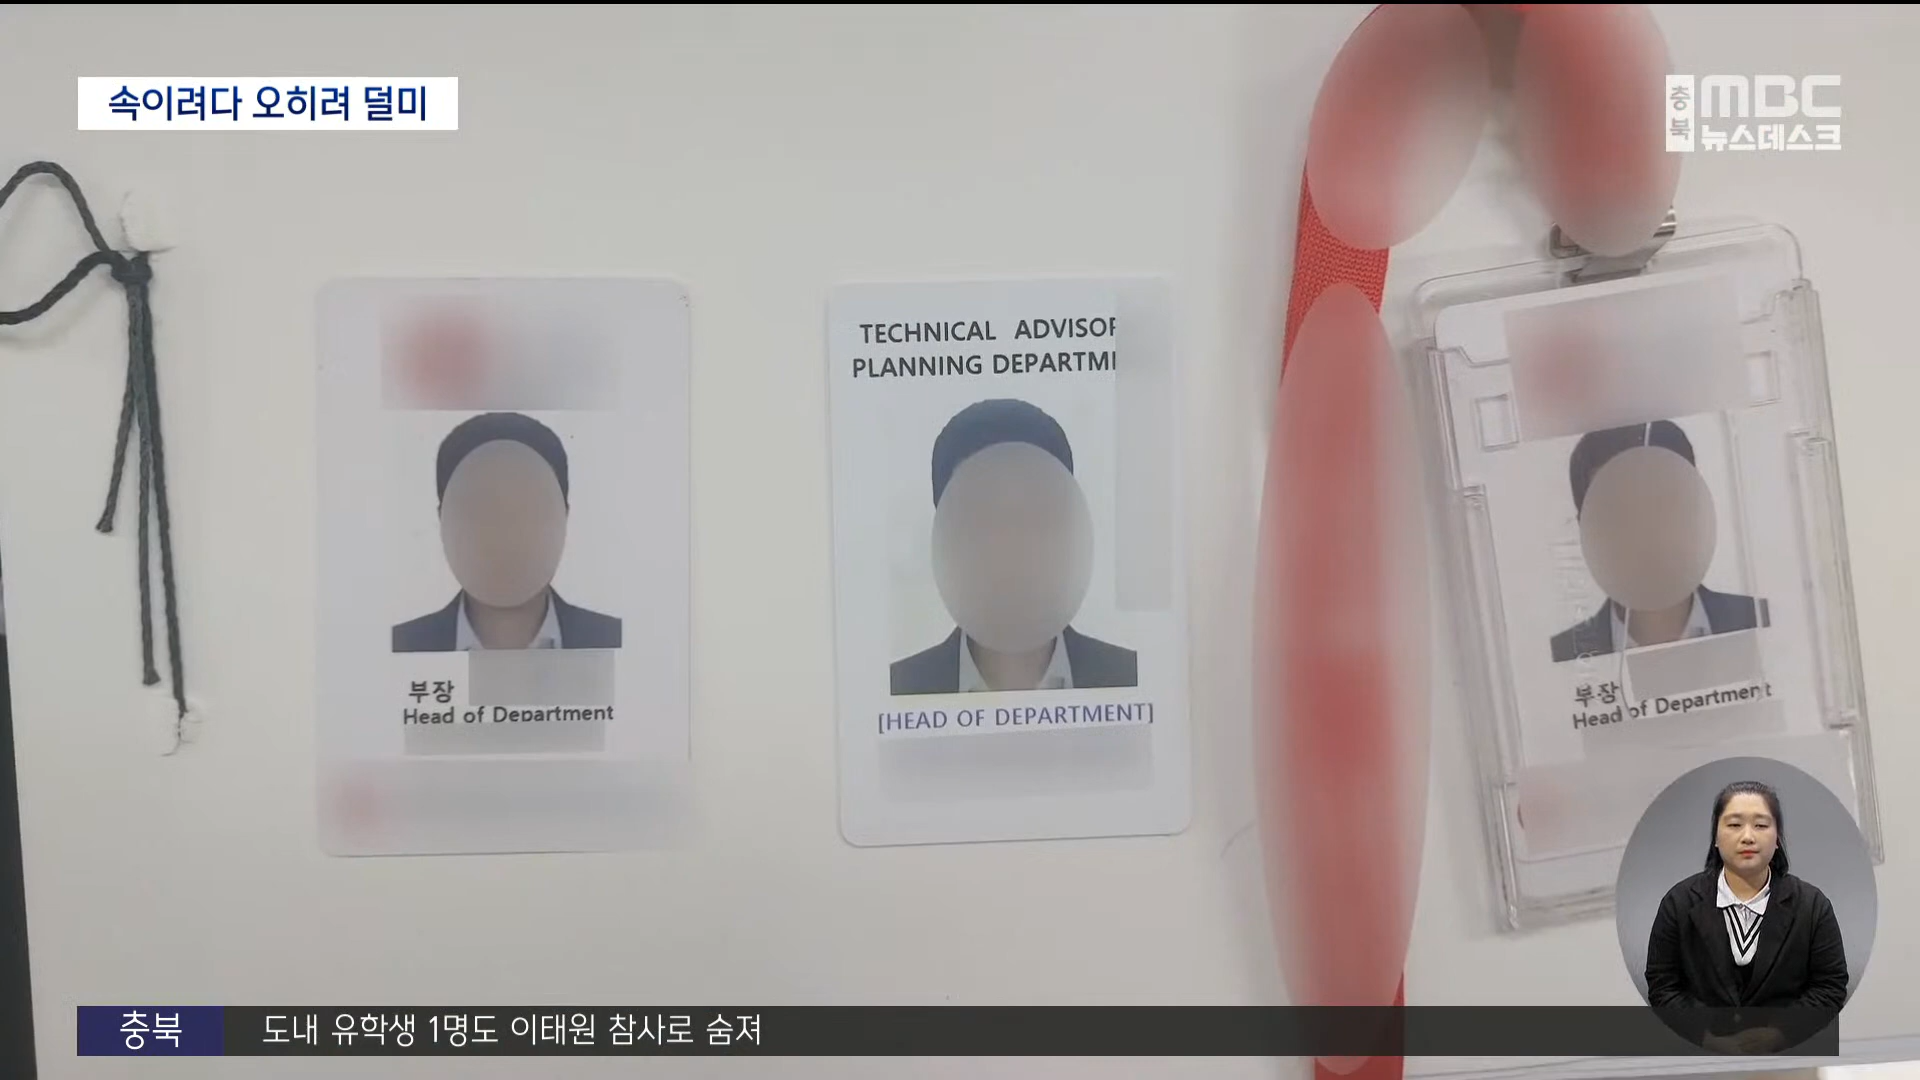 속이려다 오히려 덜미
충북
MBC
뉴스데스크
TECHNICAL ADVISOR
PLANNING DEPARTME
부장
Head of Department
[HEAD OF DEPARTMENT]
부장
Head of Department
충북
도내 유학생 1명도 이태원 참사로 숨져